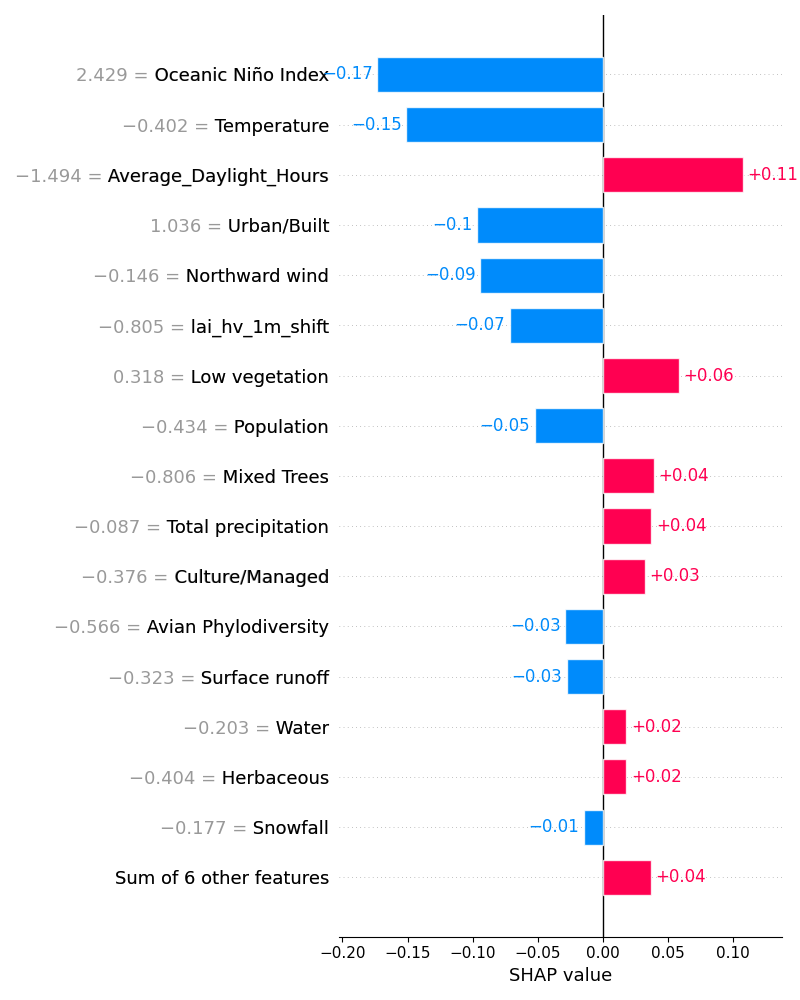 2.429 = Oceanic Niño Index −0.17
−0.402 = Temperature −0.15
−1.494 = Average_Daylight_Hours +0.11
1.036 = Urban/Built −0.1
−0.146 = Northward wind −0.09
−0.805 = lai_hv_1m_shift −0.07
0.318 = Low vegetation +0.06
−0.434 = Population −0.05
−0.806 = Mixed Trees +0.04
−0.087 = Total precipitation +0.04
−0.376 = Culture/Managed +0.03
−0.566 = Avian Phylodiversity −0.03
−0.323 = Surface runoff −0.03
−0.203 = Water +0.02
−0.404 = Herbaceous +0.02
−0.177 = Snowfall −0.01
Sum of 6 other features +0.04
−0.20 −0.15 −0.10 −0.05 0.00 0.05 0.10
SHAP value